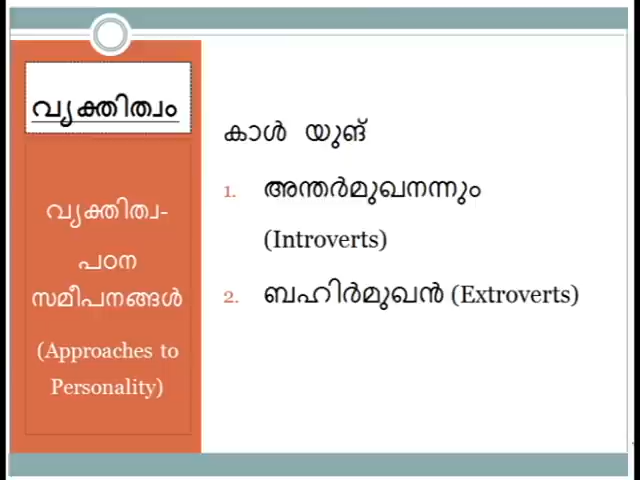 വ്യക്തിത്വം
വ്യക്തിത്വ-
പഠന
സമീപനങ്ങൾ
(Approaches to
Personality)
കാൾ യുങ്
1. അന്തർമുഖനന്നും
(Introverts)
2. ബഹിർമുഖൻ (Extroverts)